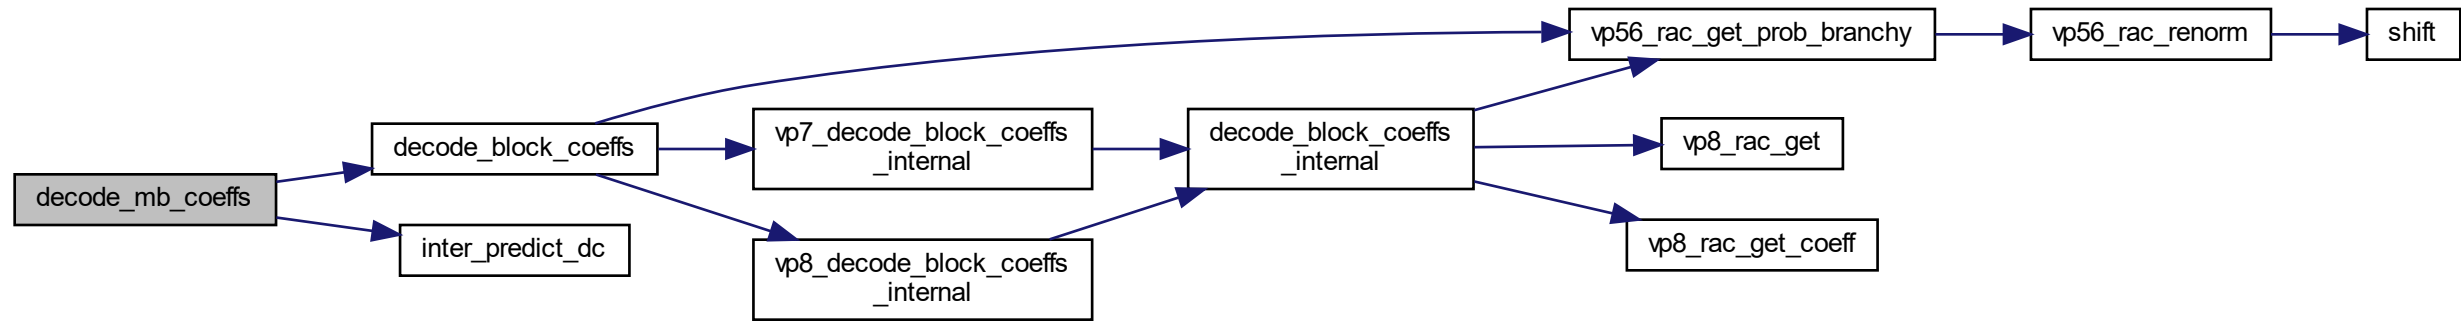 decode_mb_coeffs
decode_block_coeffs
inter_predict_dc
vp7_decode_block_coeffs
_internal
vp8_decode_block_coeffs
_internal
decode_block_coeffs
_internal
vp56_rac_get_prob_branchy
vp8_rac_get
vp8_rac_get_coeff
vp56_rac_renorm
shift